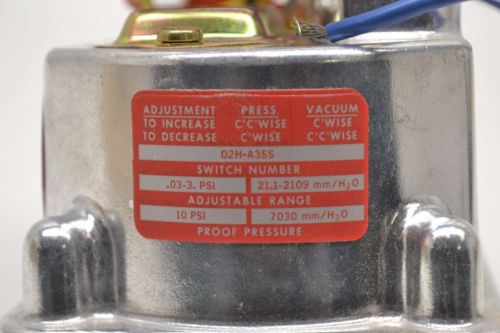 ADJUSTMENT PRESS. VACUUM
TO INCREASE C'C'WISE C'WISE
TO DECREASE C'WISE C'C'WISE
D2H-A3SS
SWITCH NUMBER
.03-3. PSI 21.1-2109 mm/H2O
ADJUSTABLE RANGE
10 PSI 7030 mm/H2O
PROOF PRESSURE